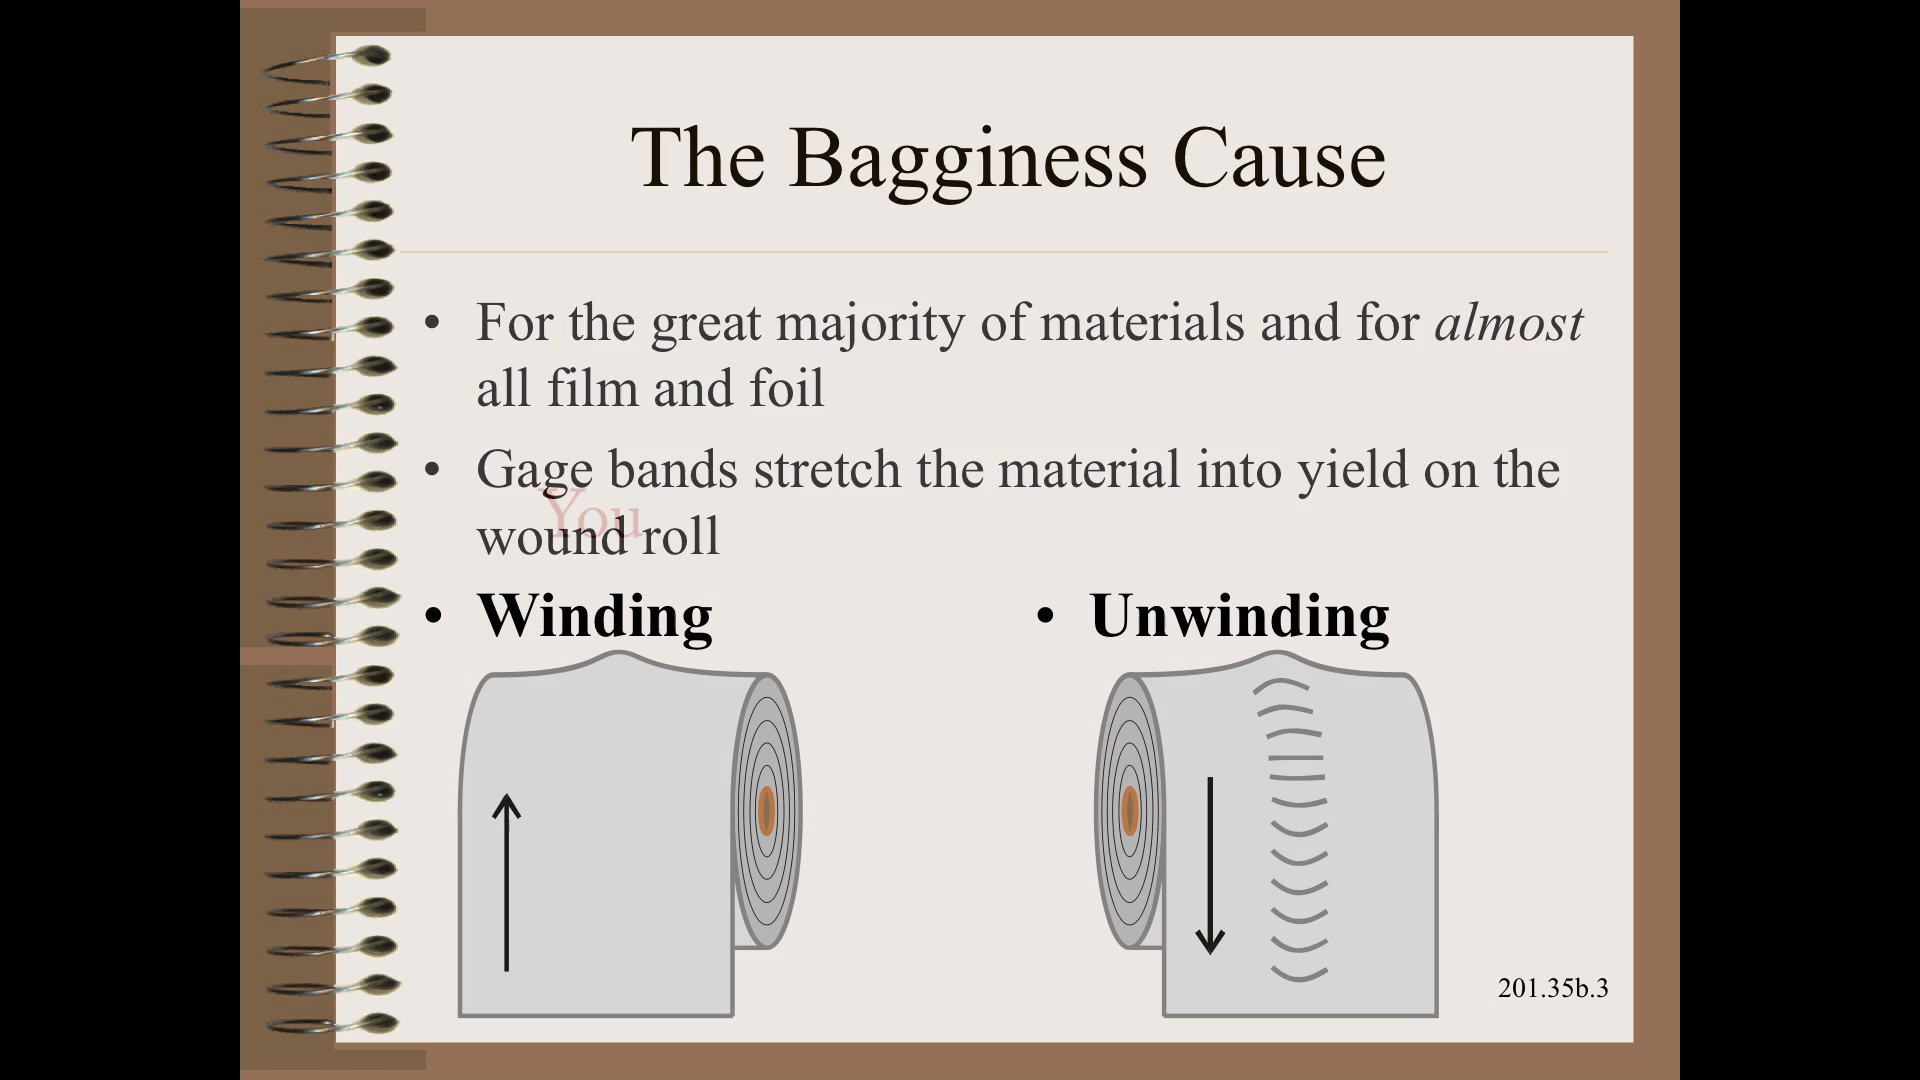 The Bagginess Cause
• For the great majority of materials and for almost
all film and foil
• Gage bands stretch the material into yield on the
You
wound roll
• Winding
• Unwinding
201.35b.3